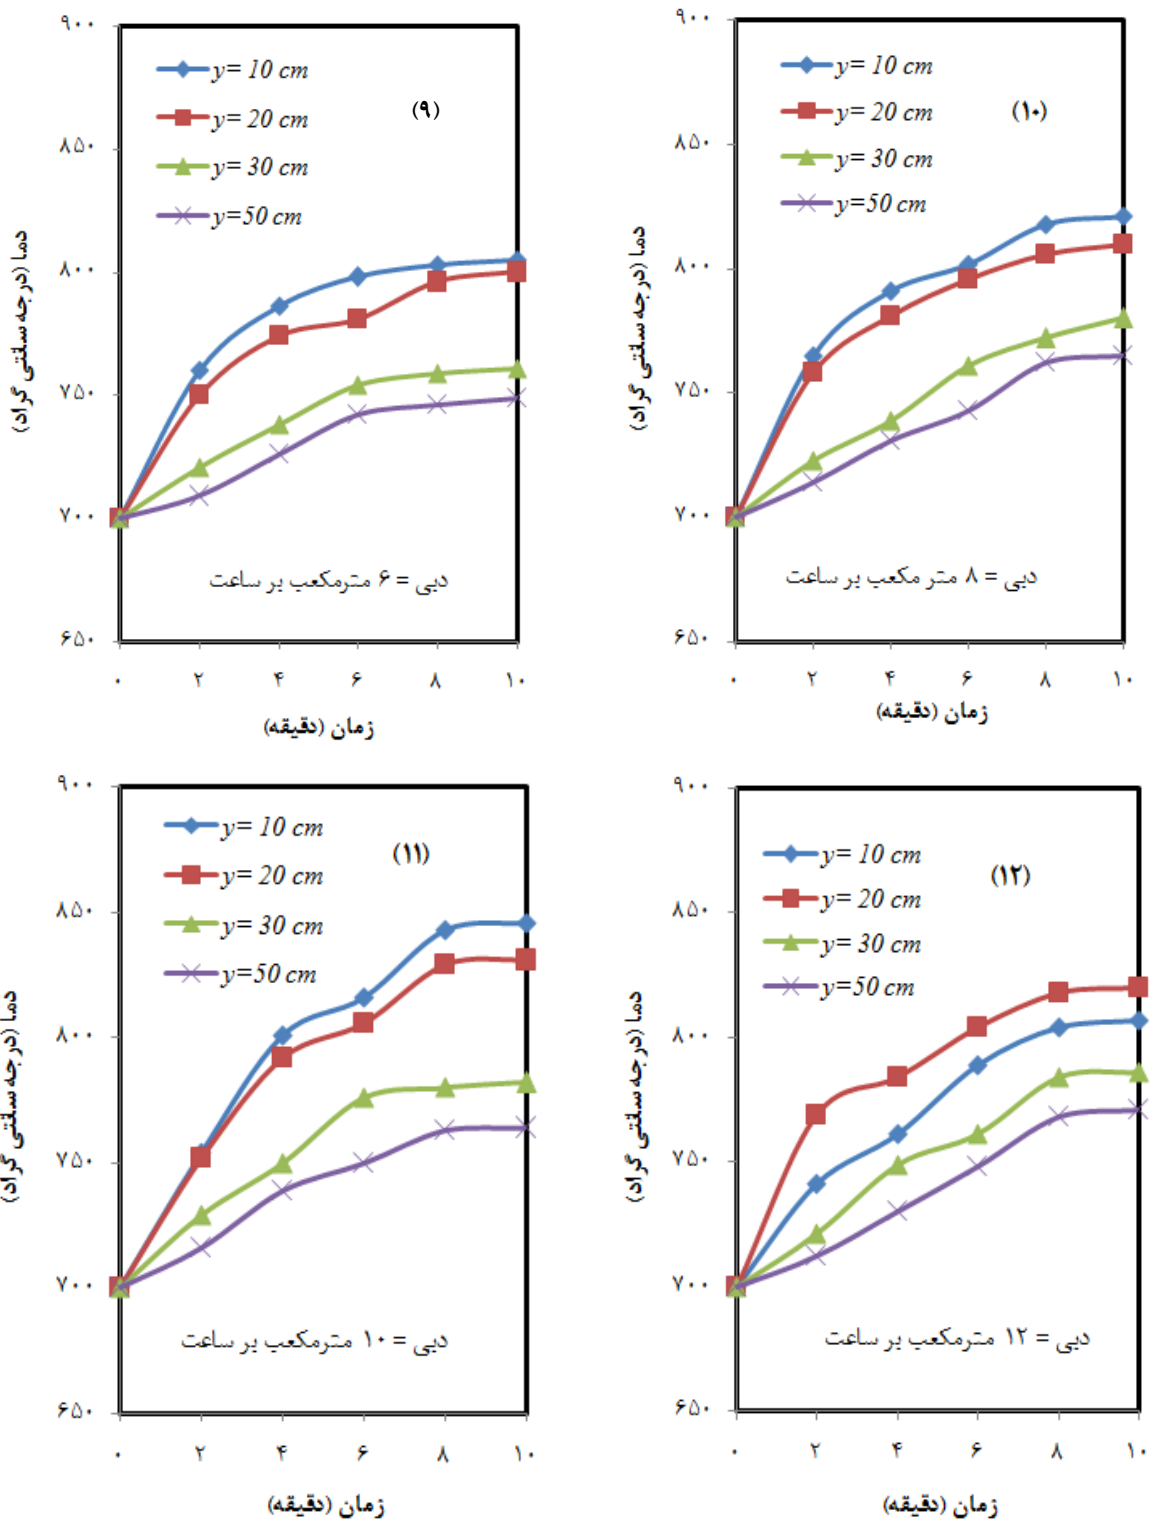 ۹۰۰
y= 10 cm
(۹)
y= 20 cm
۸۵۰
y= 30 cm
y=50 cm
۸۰۰
دما (درجه سانتی گراد)
۷۵۰
۷۰۰
دبی = ۶ مترمکعب بر ساعت
۶۵۰
۰ ۲ ۴ ۶ ۸ ۱۰
زمان (دقیقه)
۹۰۰
y= 10 cm
(۱۰)
y= 20 cm
۸۵۰
y= 30 cm
y=50 cm
۸۰۰
دما (درجه سانتی گراد)
۷۵۰
۷۰۰
دبی = ۸ متر مکعب بر ساعت
۶۵۰
۰ ۲ ۴ ۶ ۸ ۱۰
زمان (دقیقه)
۹۰۰
y= 10 cm
(۱۱)
y= 20 cm
۸۵۰
y= 30 cm
y=50 cm
۸۰۰
دما (درجه سانتی گراد)
۷۵۰
۷۰۰
دبی = ۱۰ مترمکعب بر ساعت
۶۵۰
۰ ۲ ۴ ۶ ۸ ۱۰
زمان (دقیقه)
۹۰۰
y= 10 cm
(۱۲)
y= 20 cm
۸۵۰
y= 30 cm
y=50 cm
۸۰۰
دما (درجه سانتی گراد)
۷۵۰
۷۰۰
دبی = ۱۲ مترمکعب بر ساعت
۶۵۰
۰ ۲ ۴ ۶ ۸ ۱۰
زمان (دقیقه)